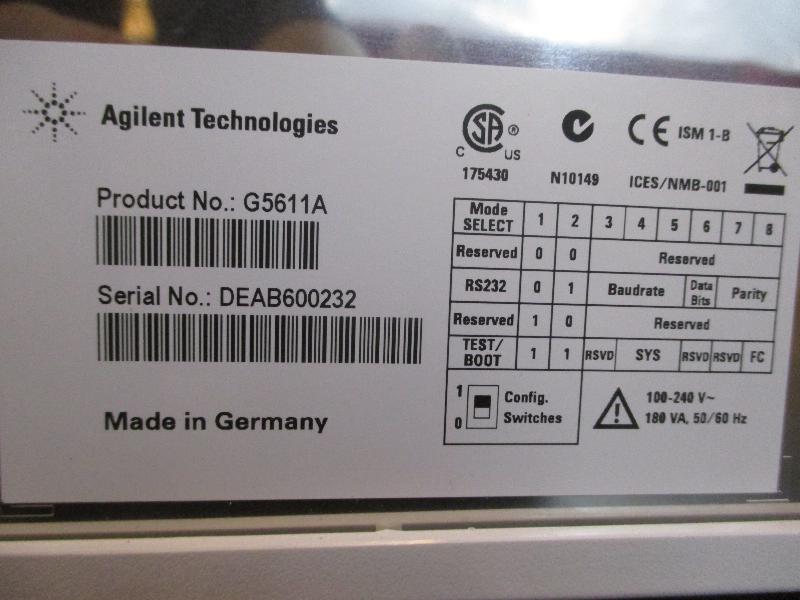 Agilent Technologies
Product No.: G5611A
Serial No.: DEAB600232
Made in Germany
SA ®
C US
175430
N10149
CE ISM 1-B
ICES/NMB-001
Mode SELECT 1 2 3 4 5 6 7 8
Reserved 0 0 Reserved
RS232 0 1 Baudrate Data Bits Parity
Reserved 1 0 Reserved
TEST/ BOOT 1 1 RSVD SYS RSVD RSVD FC
1 Config.
0 Switches
100-240 V~
180 VA, 50/60 Hz